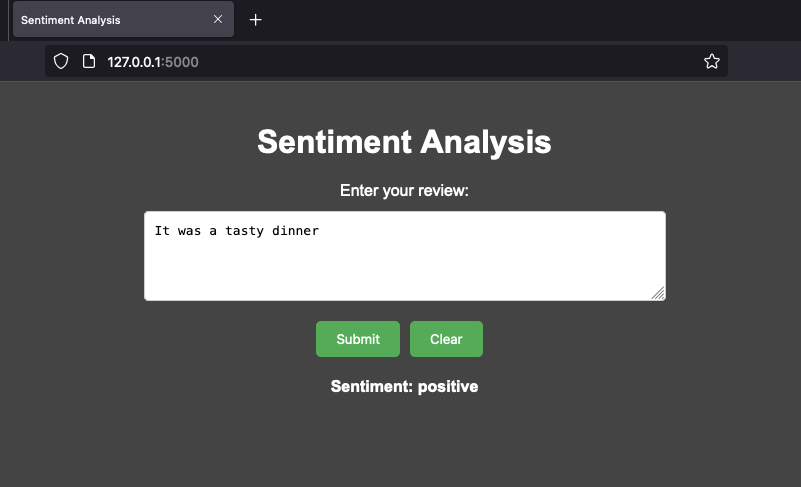 Sentiment Analysis
127.0.0.1:5000
Sentiment Analysis
Enter your review:
It was a tasty dinner
Submit Clear
Sentiment: positive